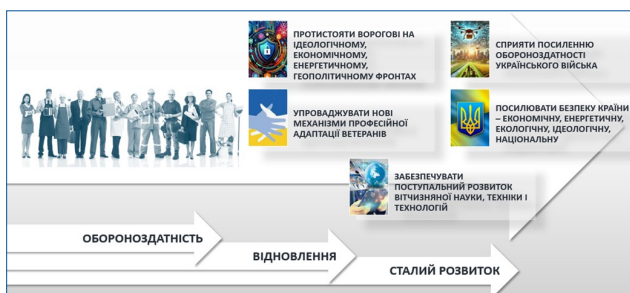 ПРОТИСТОЯТИ ВОРОГОВІ НА
ІДЕОЛОГІЧНОМУ,
ЕКОНОМІЧНОМУ,
ЕНЕРГЕТИЧНОМУ,
ГЕОПОЛІТИЧНОМУ ФРОНТАХ
СПРИЯТИ ПОСИЛЕННЮ
ОБОРОНОЗДАТНОСТІ
УКРАЇНСЬКОГО ВІЙСЬКА
УПРОВАДЖУВАТИ НОВІ
МЕХАНІЗМИ ПРОФЕСІЙНОЇ
АДАПТАЦІЇ ВЕТЕРАНІВ
ПОСИЛЮВАТИ БЕЗПЕКУ КРАЇНИ
– ЕКОНОМІЧНУ, ЕНЕРГЕТИЧНУ,
ЕКОЛОГІЧНУ, ІДЕОЛОГІЧНУ,
НАЦІОНАЛЬНУ
ЗАБЕЗПЕЧУВАТИ
ПОСТУПАЛЬНИЙ РОЗВИТОК
ВІТЧИЗНЯНОЇ НАУКИ, ТЕХНІКИ І
ТЕХНОЛОГІЙ
ОБОРОНОЗДАТНІСТЬ
ВІДНОВЛЕННЯ
СТАЛИЙ РОЗВИТОК